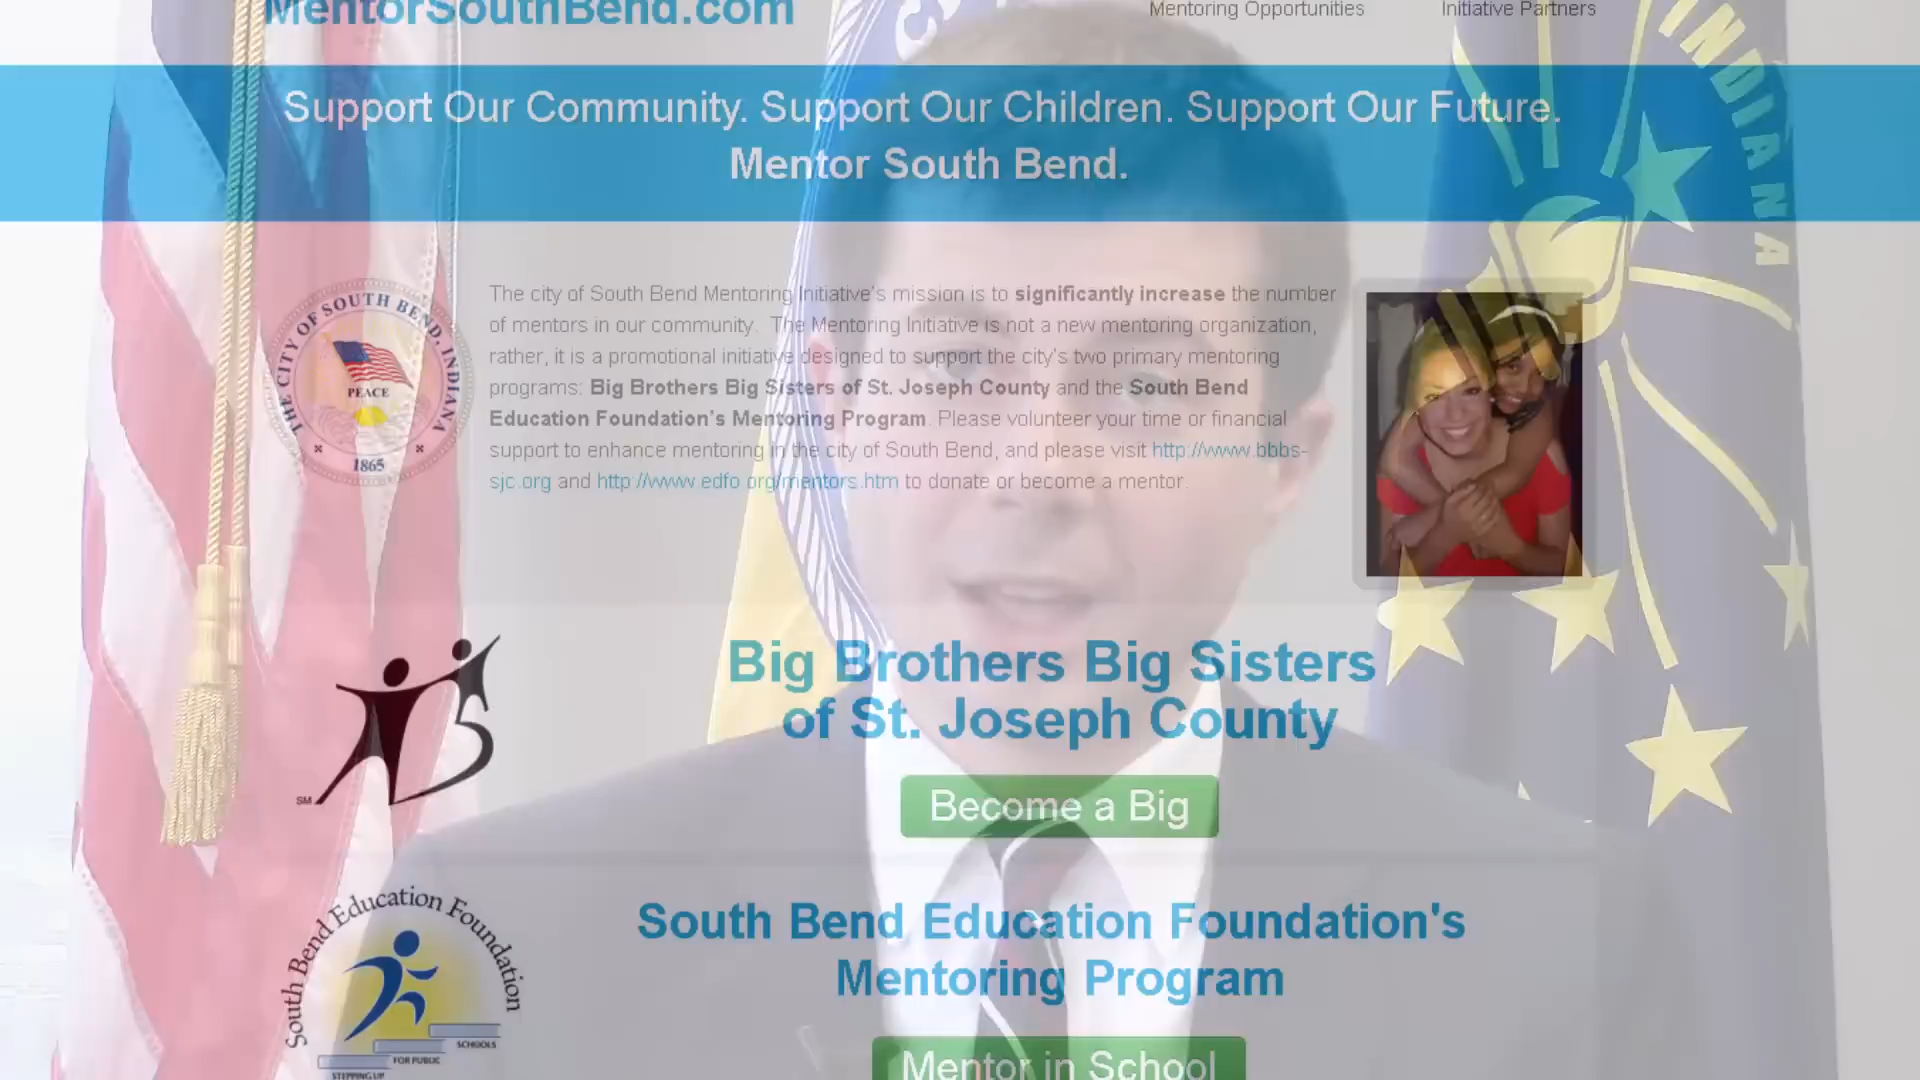 MentorSouthBend.com
Mentoring Opportunities
Initiative Partners
Support Our Community. Support Our Children. Support Our Future.
Mentor South Bend.
The city of South Bend Mentoring Initiative's mission is to significantly increase the number
of mentors in our community. The Mentoring Initiative is not a new mentoring organization,
rather, it is a promotional initiative designed to support the city's two primary mentoring
programs: Big Brothers Big Sisters of St. Joseph County and the South Bend
Education Foundation's Mentoring Program. Please volunteer your time or financial
support to enhance mentoring in the city of South Bend, and please visit http://www.bbbs-
sjc.org and http://www.edfo.org/mentors.htm to donate or become a mentor.
THE CITY OF SOUTH BEND, INDIANA
PEACE
1865
INDIANA
Big Brothers Big Sisters
of St. Joseph County
SM
Become a Big
South Bend Education Foundation
SCHOOLS
FOR PUBLIC
STEPPING UP
South Bend Education Foundation's
Mentoring Program
Mentor in School